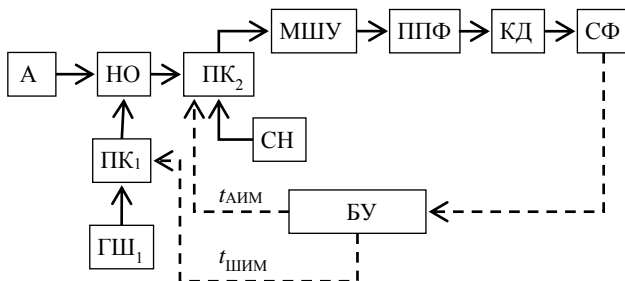 МШУ ППФ КД СФ
А НО ПК₂
СН
ПК₁
tАИМ БУ
ГШ₁ tШИМ